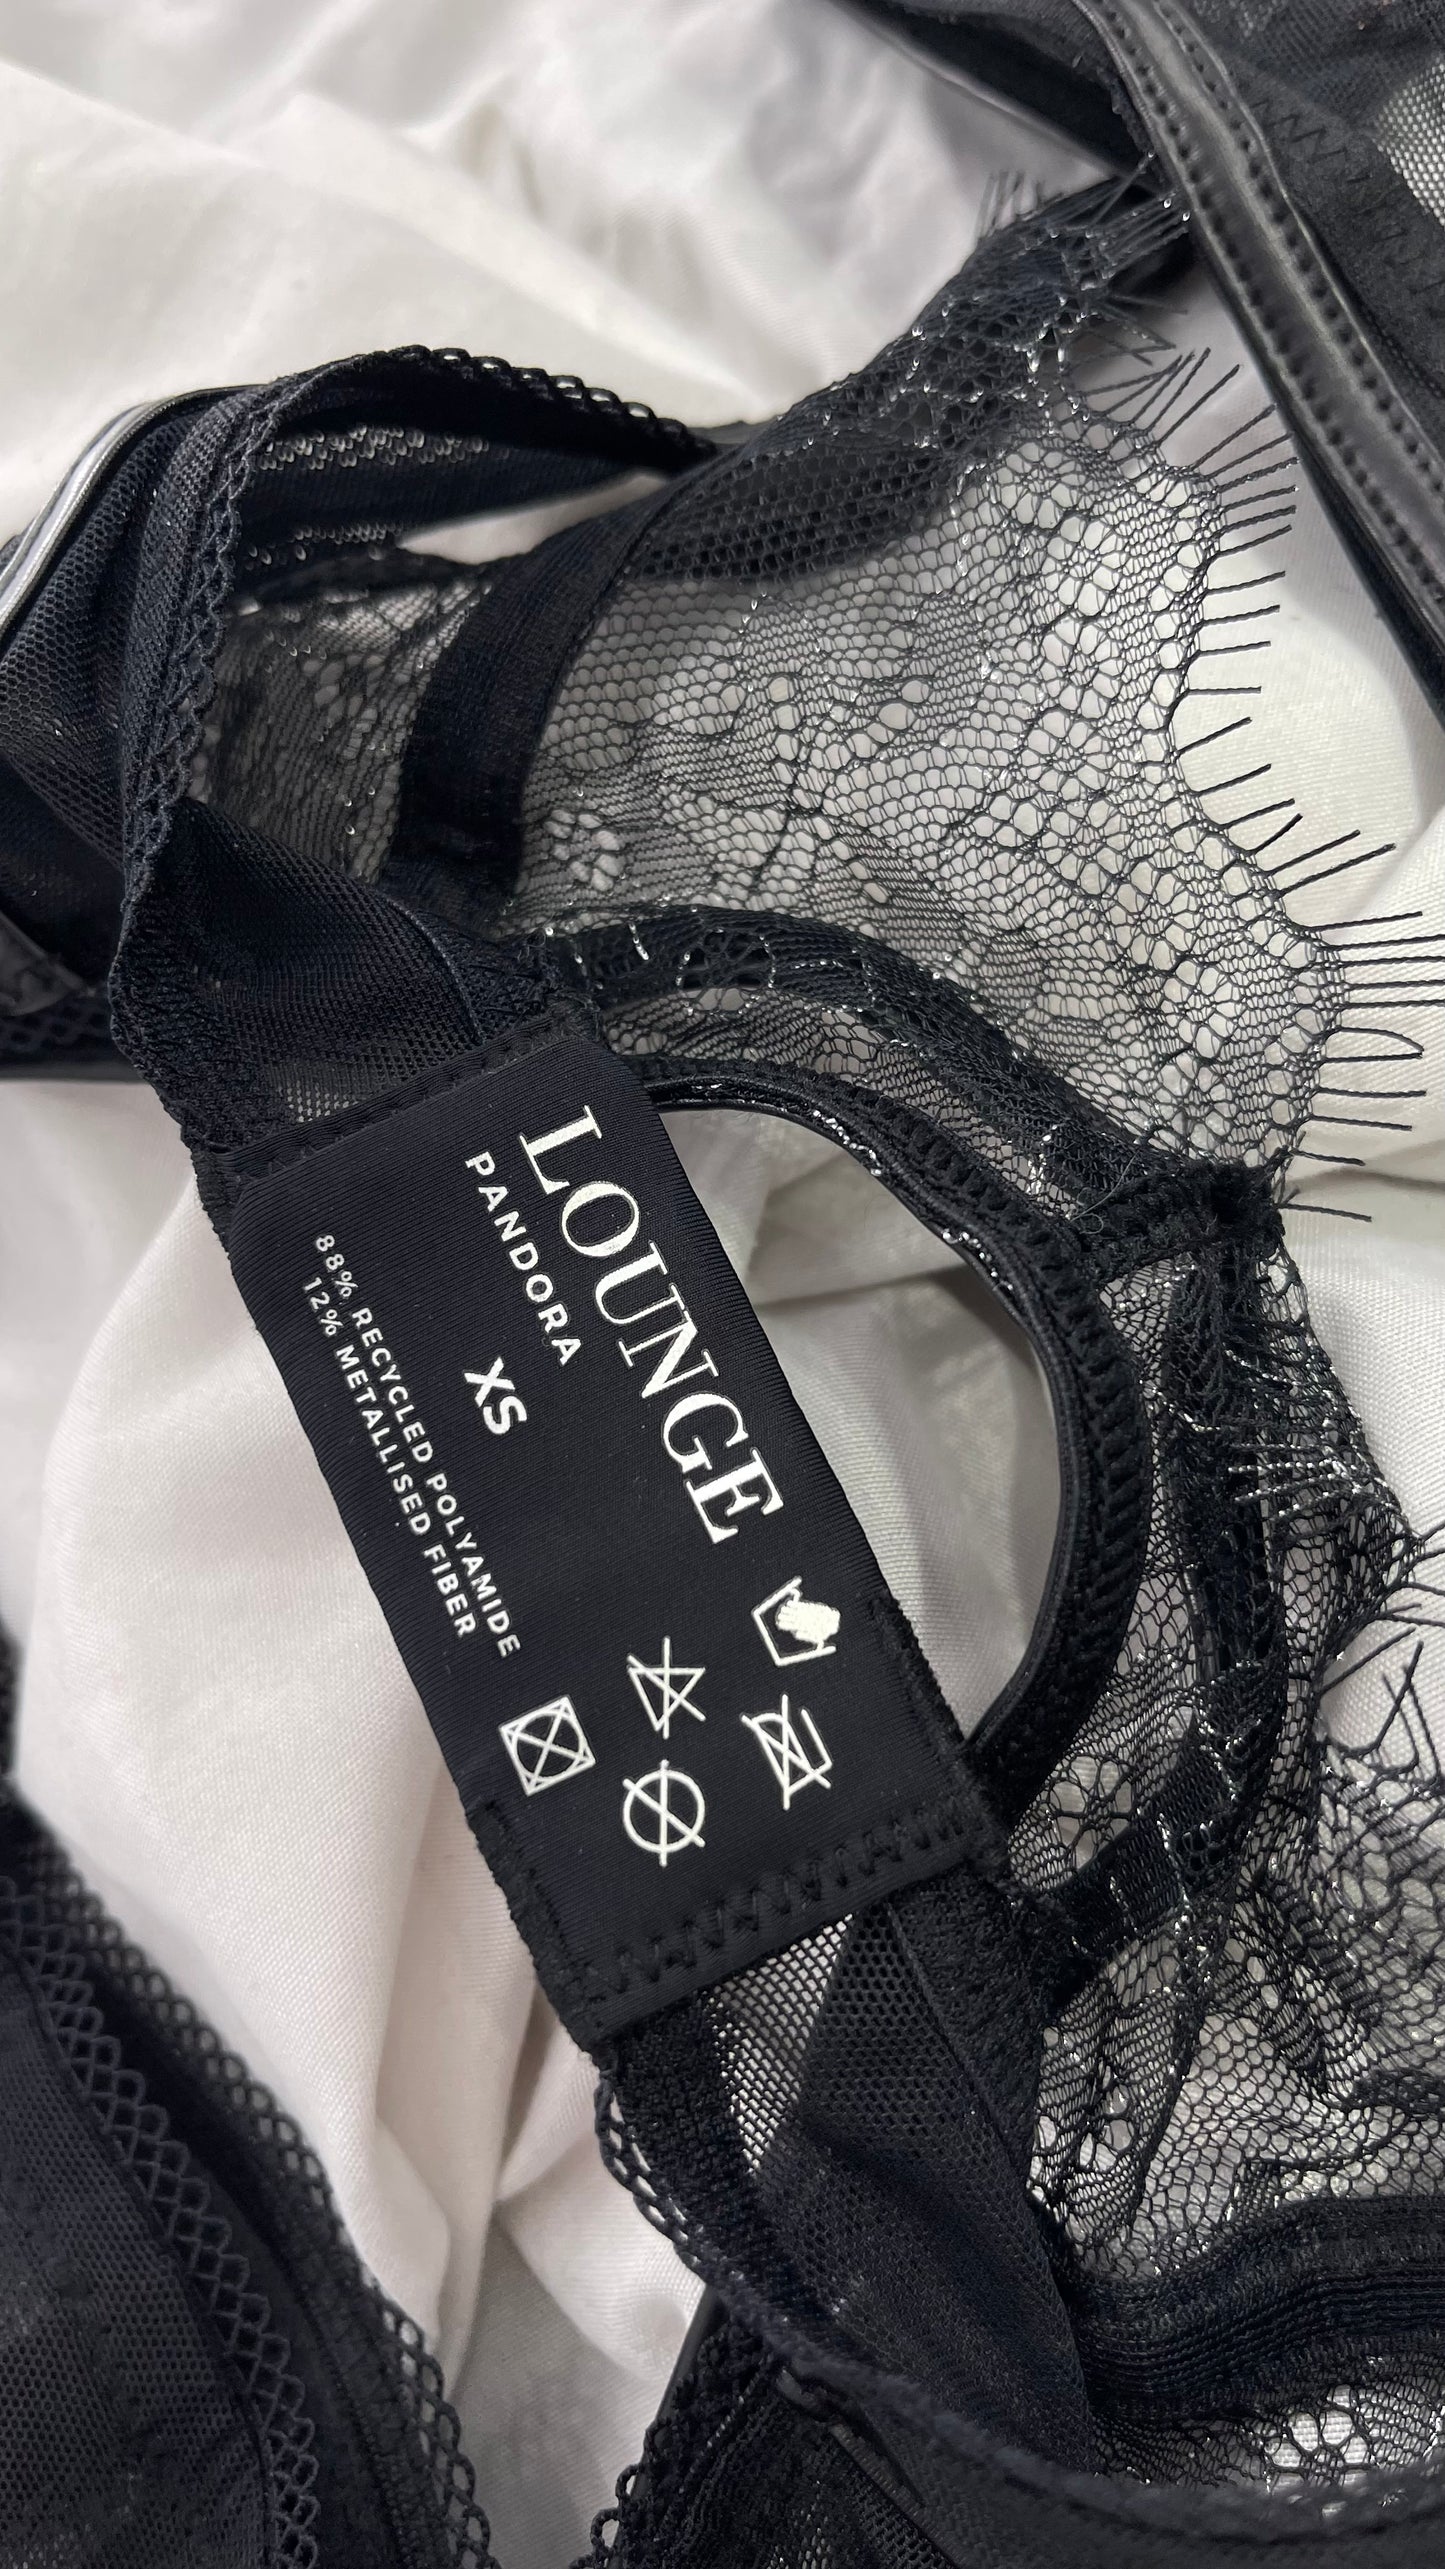 LOUNGE
PANDORA
XS
88% RECYCLED POLYAMIDE
12% METALLISED FIBER